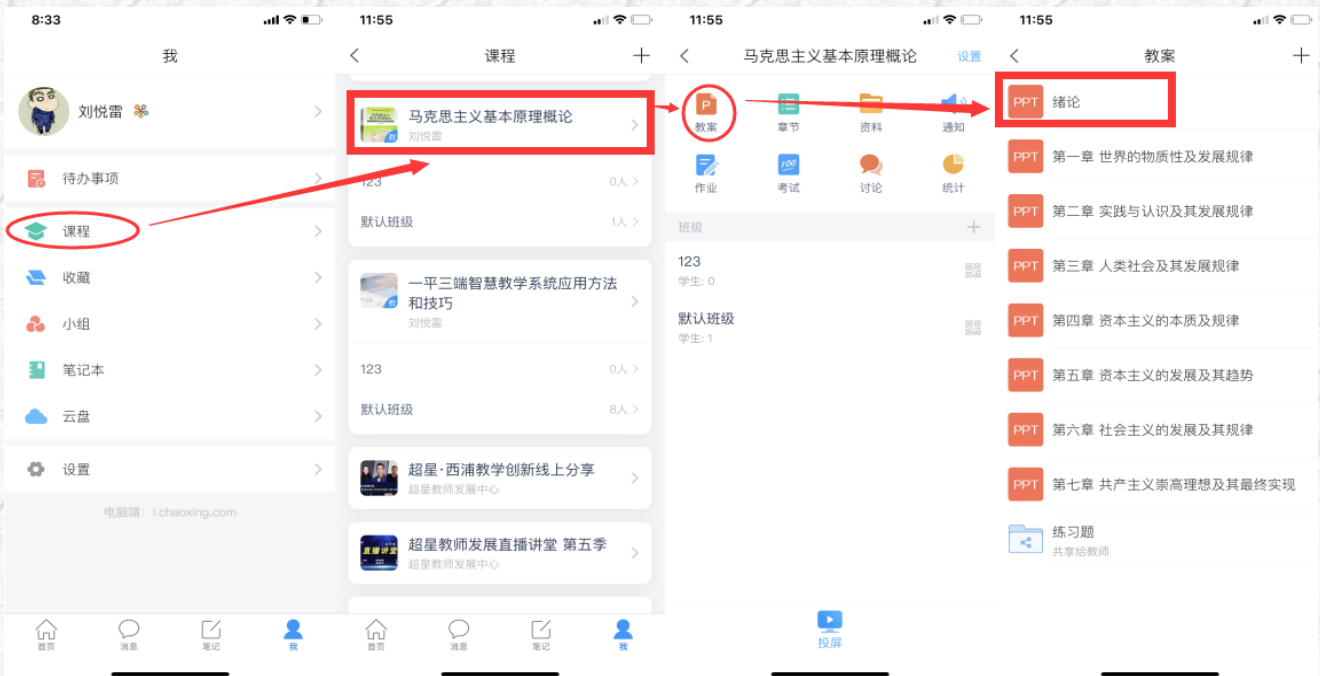 8:33
我
刘悦雷
待办事项
课程
收藏
小组
笔记本
云盘
设置
电脑端：i.chaoxing.com
首页
消息
笔记
我
11:55
课程
马克思主义基本原理概论
刘悦雷
123
0人
默认班级
1人
一平三端智慧教学系统应用方法
和技巧
刘悦雷
123
0人
默认班级
8人
超星·西浦教学创新线上分享
超星教师发展中心
直播讲堂
超星教师发展直播讲堂 第五季
超星教师发展中心
首页
消息
笔记
我
11:55
马克思主义基本原理概论
设置
P
教案
章节
资料
通知
100
作业
考试
讨论
统计
班级
123
学生: 0
默认班级
学生: 1
投屏
11:55
教案
PPT 绪论
PPT 第一章 世界的物质性及发展规律
PPT 第二章 实践与认识及其发展规律
PPT 第三章 人类社会及其发展规律
PPT 第四章 资本主义的本质及规律
PPT 第五章 资本主义的发展及其趋势
PPT 第六章 社会主义的发展及其规律
PPT 第七章 共产主义崇高理想及其最终实现
练习题
共享给教师